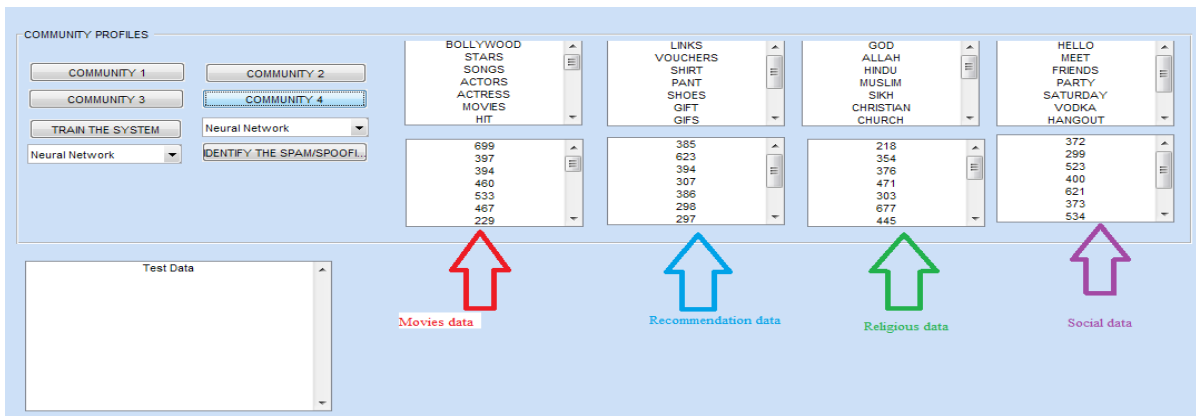 COMMUNITY PROFILES
COMMUNITY 1
COMMUNITY 2
COMMUNITY 3
COMMUNITY 4
TRAIN THE SYSTEM
Neural Network
Neural Network
IDENTIFY THE SPAM/SPOOFI...
BOLLYWOOD
STARS
SONGS
ACTORS
ACTRESS
MOVIES
HIT
LINKS
VOUCHERS
SHIRT
PANT
SHOES
GIFT
GIFS
GOD
ALLAH
HINDU
MUSLIM
SIKH
CHRISTIAN
CHURCH
HELLO
MEET
FRIENDS
PARTY
SATURDAY
VODKA
HANGOUT
699
397
394
460
533
467
229
385
623
394
307
386
298
297
218
354
376
471
303
677
445
372
299
523
400
621
373
534
Test Data
Movies data
Recommendation data
Religious data
Social data